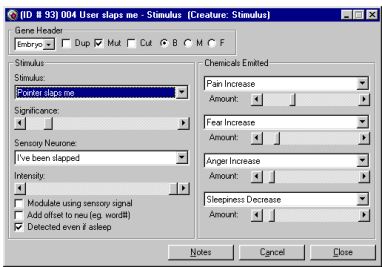 (ID # 93) 004 User slaps me - Stimulus (Creature: Stimulus)
Gene Header
Embryo Dup Mut Cut B M F
Stimulus
Stimulus:
Pointer slaps me
Significance:
Sensory Neurone:
I've been slapped
Intensity:
Modulate using sensory signal
Add offset to neu (eg. word#)
Detected even if asleep
Chemicals Emitted
Pain Increase
Amount:
Fear Increase
Amount:
Anger Increase
Amount:
Sleepiness Decrease
Amount:
Notes Cancel Close